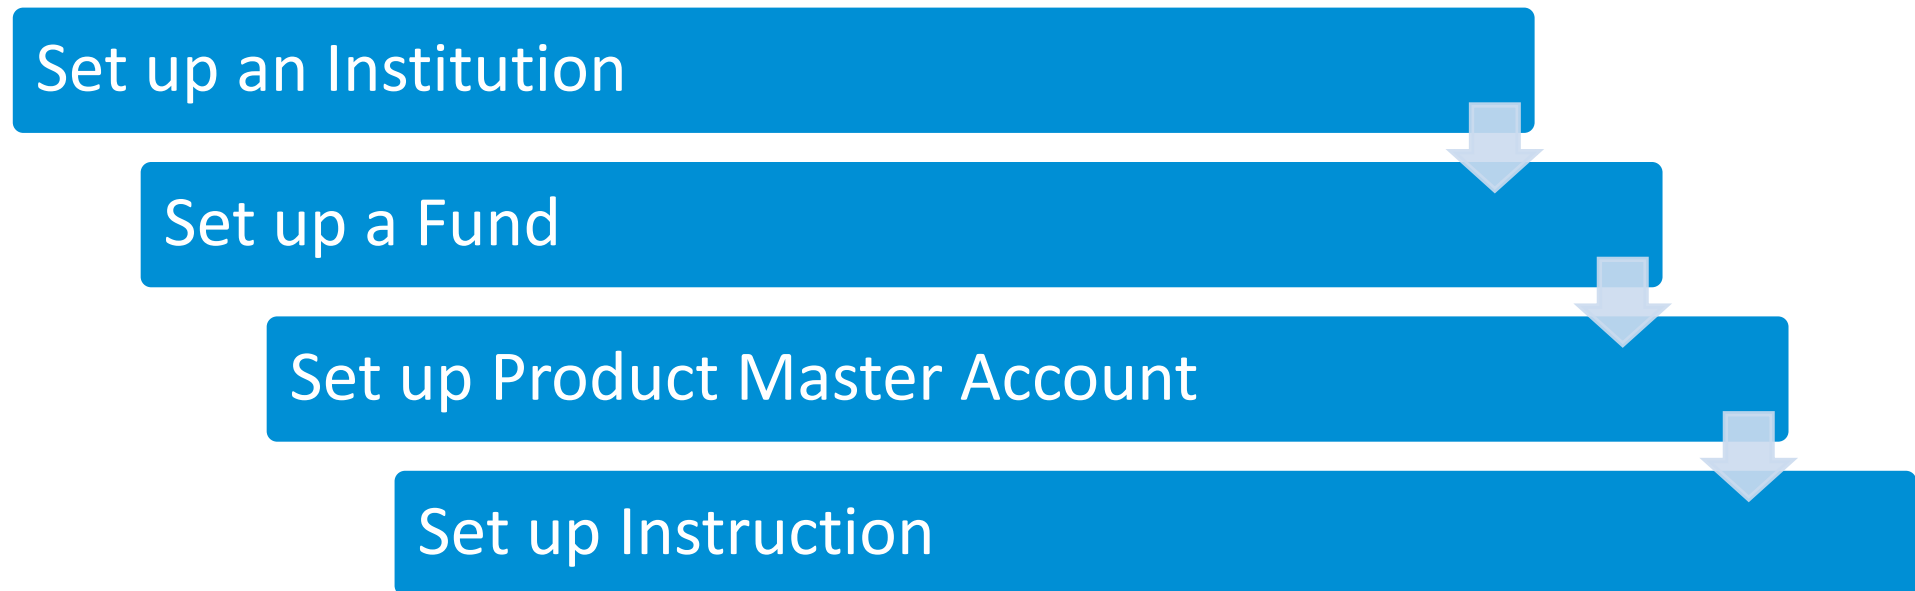 Set up an Institution
Set up a Fund
Set up Product Master Account
Set up Instruction